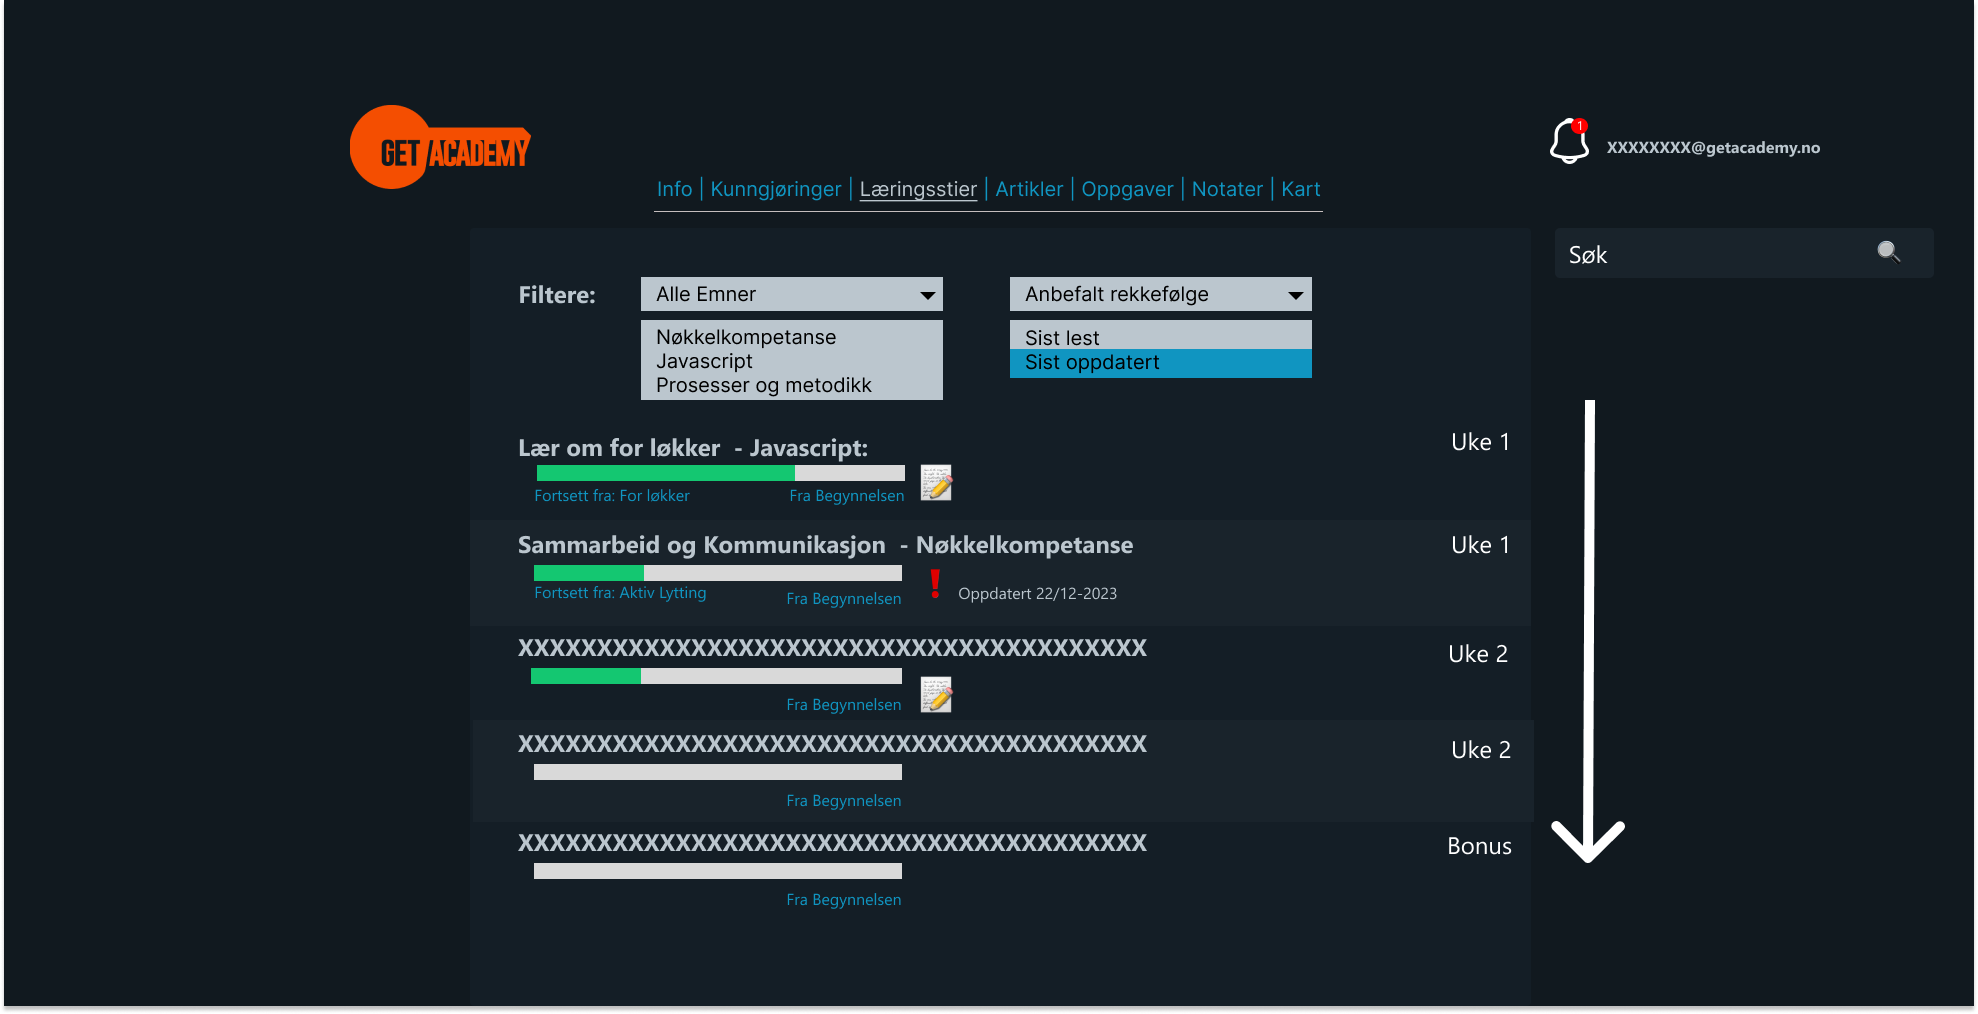 GET ACADEMY
1
XXXXXXXX@getacademy.no
Info | Kunngjøringer | Læringsstier | Artikler | Oppgaver | Notater | Kart
Søk
Filtere:
Alle Emner
Anbefalt rekkefølge
Nøkkelkompetanse
Javascript
Prosesser og metodikk
Sist lest
Sist oppdatert
Lær om for løkker - Javascript:
Uke 1
Fortsett fra: For løkker
Fra Begynnelsen
Sammarbeid og Kommunikasjon - Nøkkelkompetanse
Uke 1
Fortsett fra: Aktiv Lytting
Fra Begynnelsen
Oppdatert 22/12-2023
XXXXXXXXXXXXXXXXXXXXXXXXXXXXXXXXXXXXXXXX
Uke 2
Fra Begynnelsen
XXXXXXXXXXXXXXXXXXXXXXXXXXXXXXXXXXXXXXXX
Uke 2
Fra Begynnelsen
XXXXXXXXXXXXXXXXXXXXXXXXXXXXXXXXXXXXXXXX
Bonus
Fra Begynnelsen